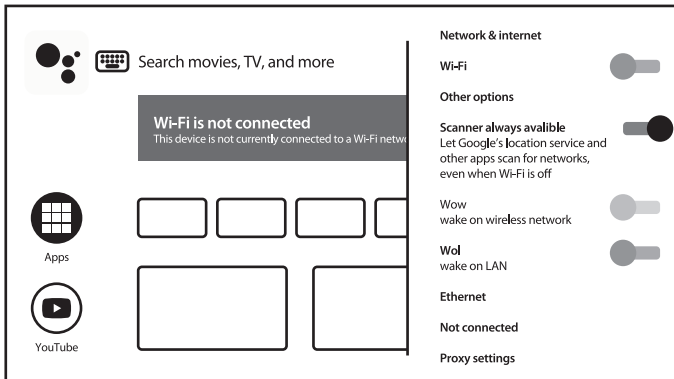 Search movies, TV, and more
Wi-Fi is not connected
This device is not currently connected to a Wi-Fi netwo
Apps
YouTube
Network & internet
Wi-Fi
Other options
Scanner always avalible
Let Google's location service and
other apps scan for networks,
even when Wi-Fi is off
Wow
wake on wireless network
Wol
wake on LAN
Ethernet
Not connected
Proxy settings